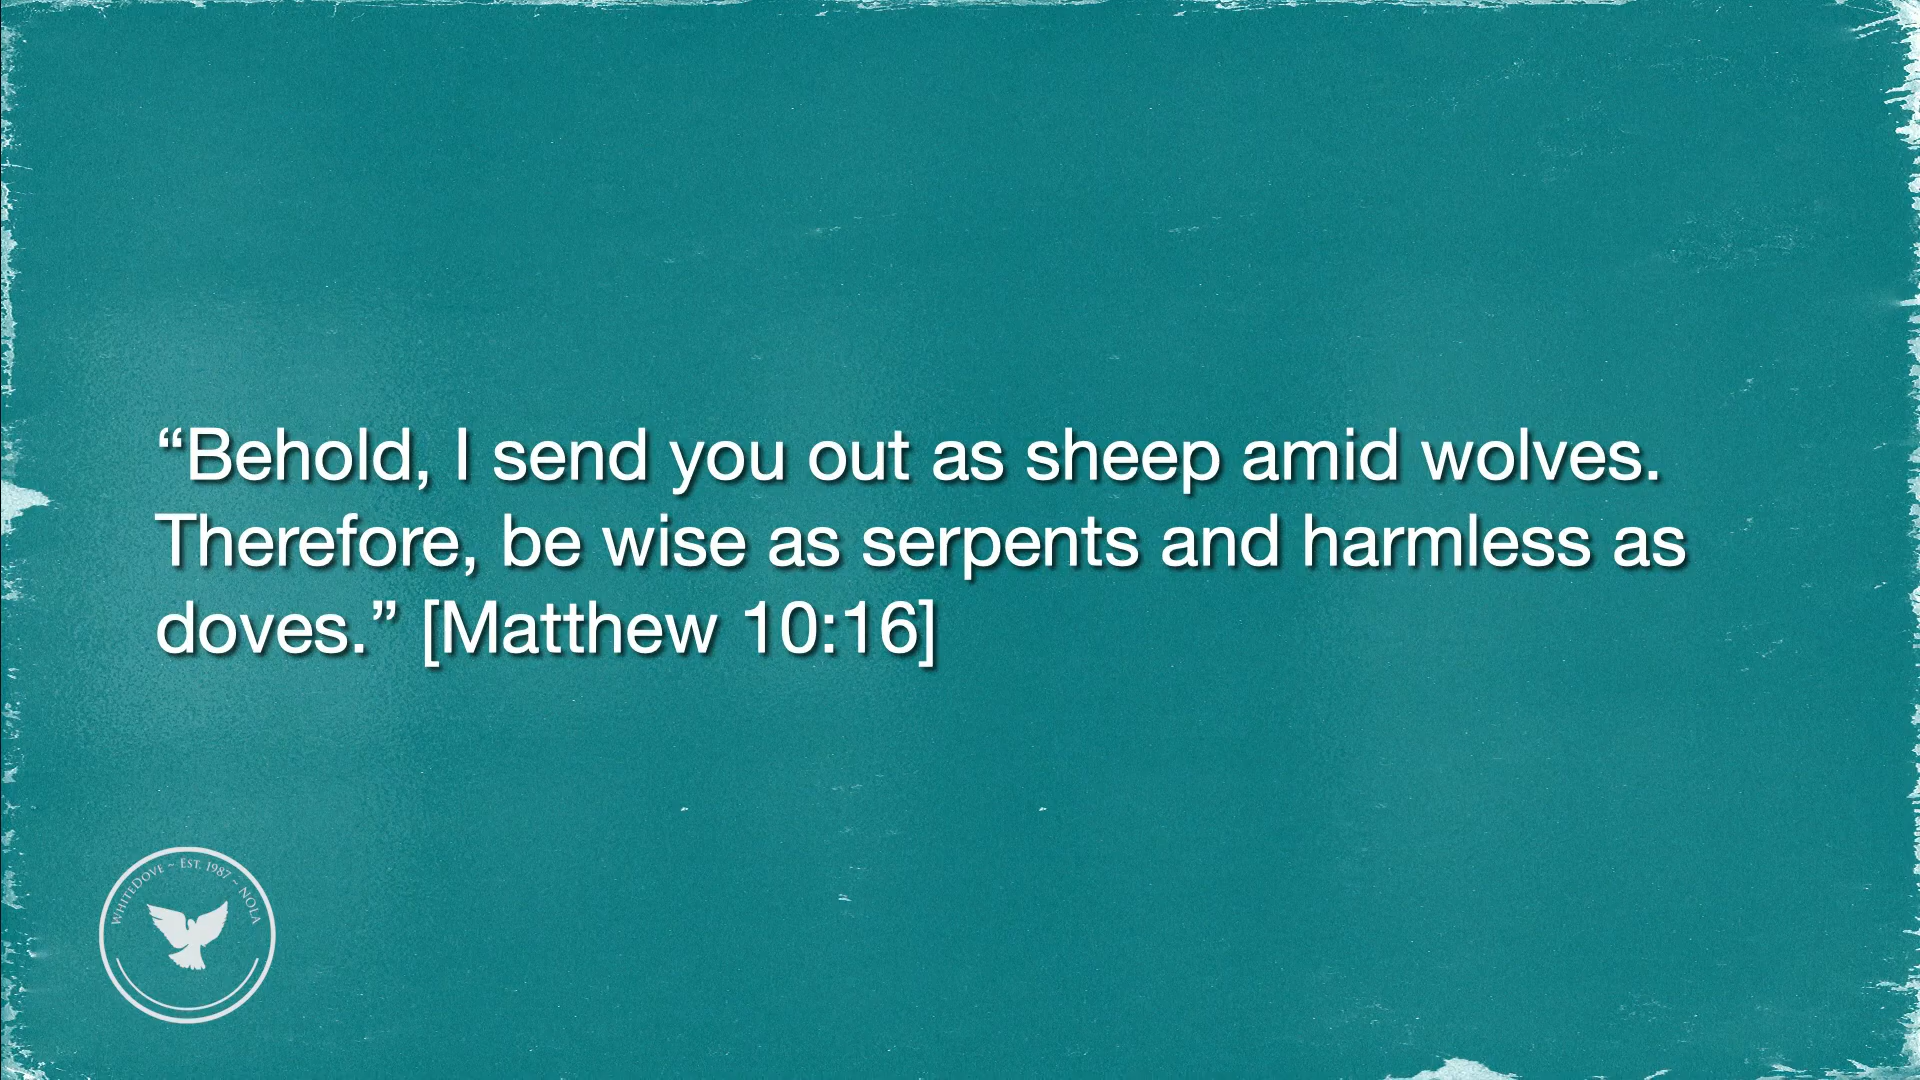 “Behold, I send you out as sheep amid wolves.
Therefore, be wise as serpents and harmless as
doves.” [Matthew 10:16]
WHITEDOVE ~ EST. 1987 ~ NOLA